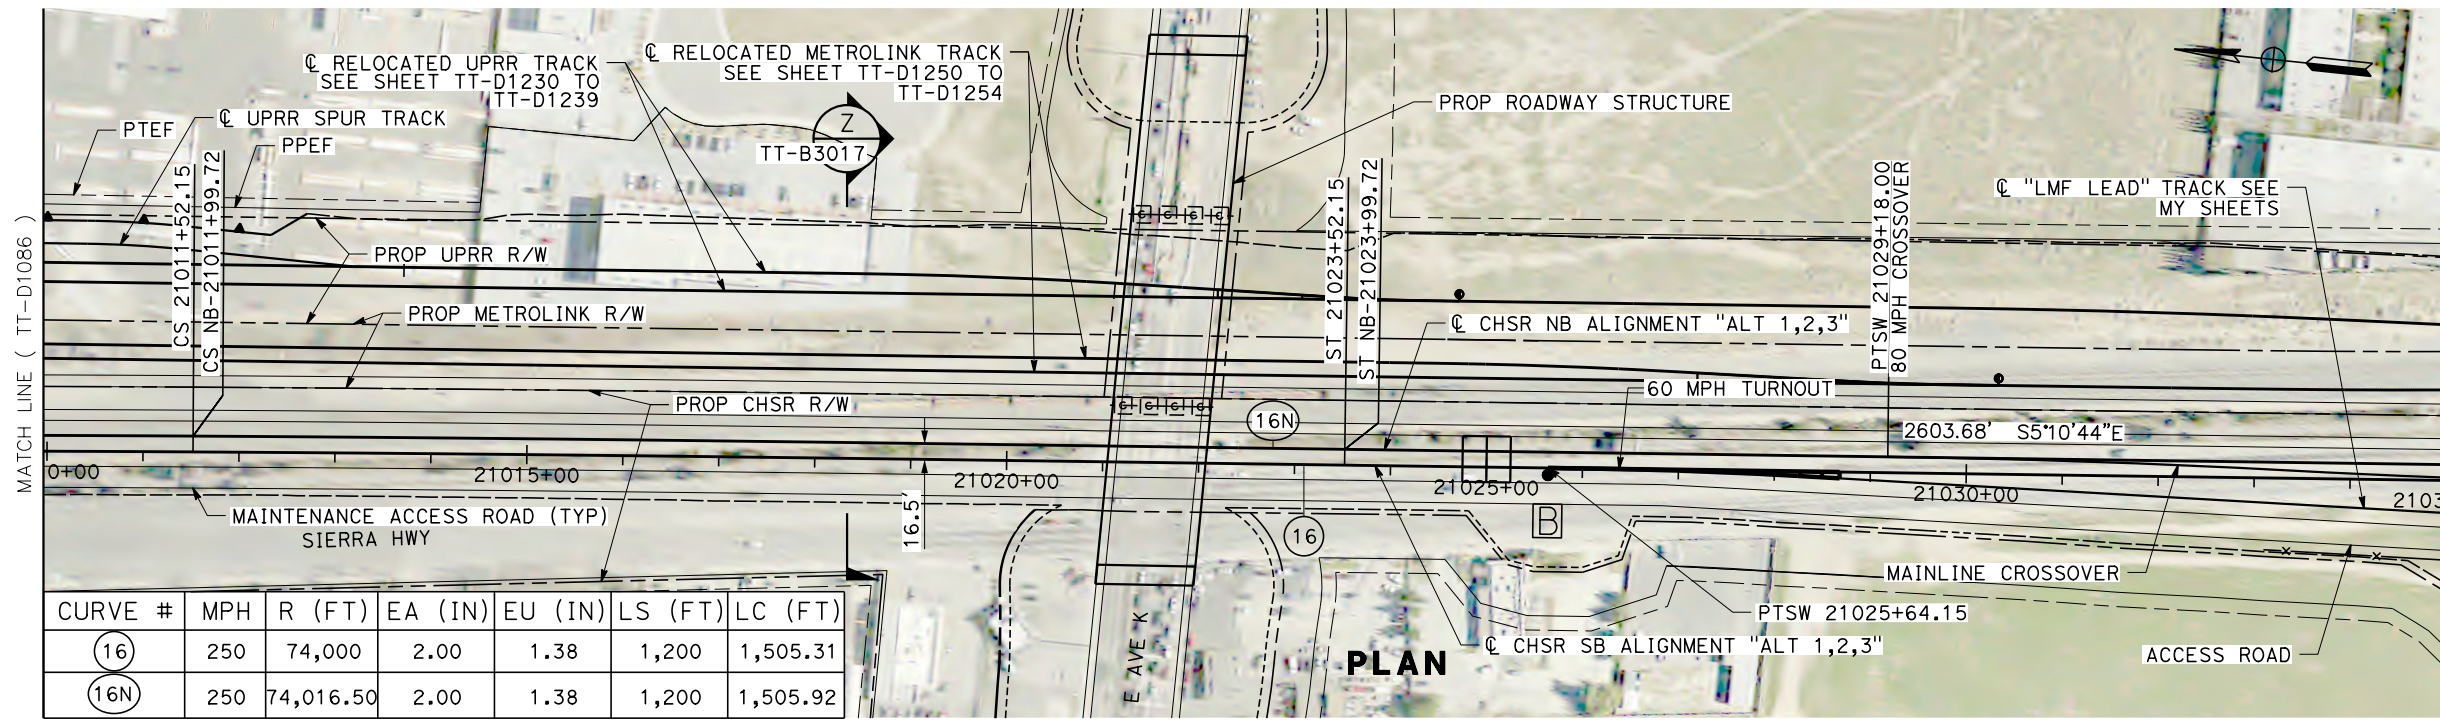 MATCH LINE ( TT-D1086 )
℄ RELOCATED UPRR TRACK
SEE SHEET TT-D1230 TO
TT-D1239
℄ RELOCATED METROLINK TRACK
SEE SHEET TT-D1250 TO
TT-D1254
PTEF
℄ UPRR SPUR TRACK
PPEF
Z
TT-B3017
PROP ROADWAY STRUCTURE
CS 21011+52.15
CS NB-21011+99.72
PROP UPRR R/W
PROP METROLINK R/W
PROP CHSR R/W
C C C C
C C C C
ST 21023+52.15
ST NB-21023+99.72
℄ CHSR NB ALIGNMENT "ALT 1,2,3"
PTSW 21029+18.00
80 MPH CROSSOVER
℄ "LMF LEAD" TRACK SEE
MY SHEETS
60 MPH TURNOUT
16N
2603.68' S5°10'44"E
0+00
21015+00
21020+00
21025+00
21030+00
2103
16.5'
MAINTENANCE ACCESS ROAD (TYP)
SIERRA HWY
16
B
MAINLINE CROSSOVER
PTSW 21025+64.15
℄ CHSR SB ALIGNMENT "ALT 1,2,3"
ACCESS ROAD
E AVE K
PLAN
CURVE # MPH R (FT) EA (IN) EU (IN) LS (FT) LC (FT)
16 250 74,000 2.00 1.38 1,200 1,505.31
16N 250 74,016.50 2.00 1.38 1,200 1,505.92